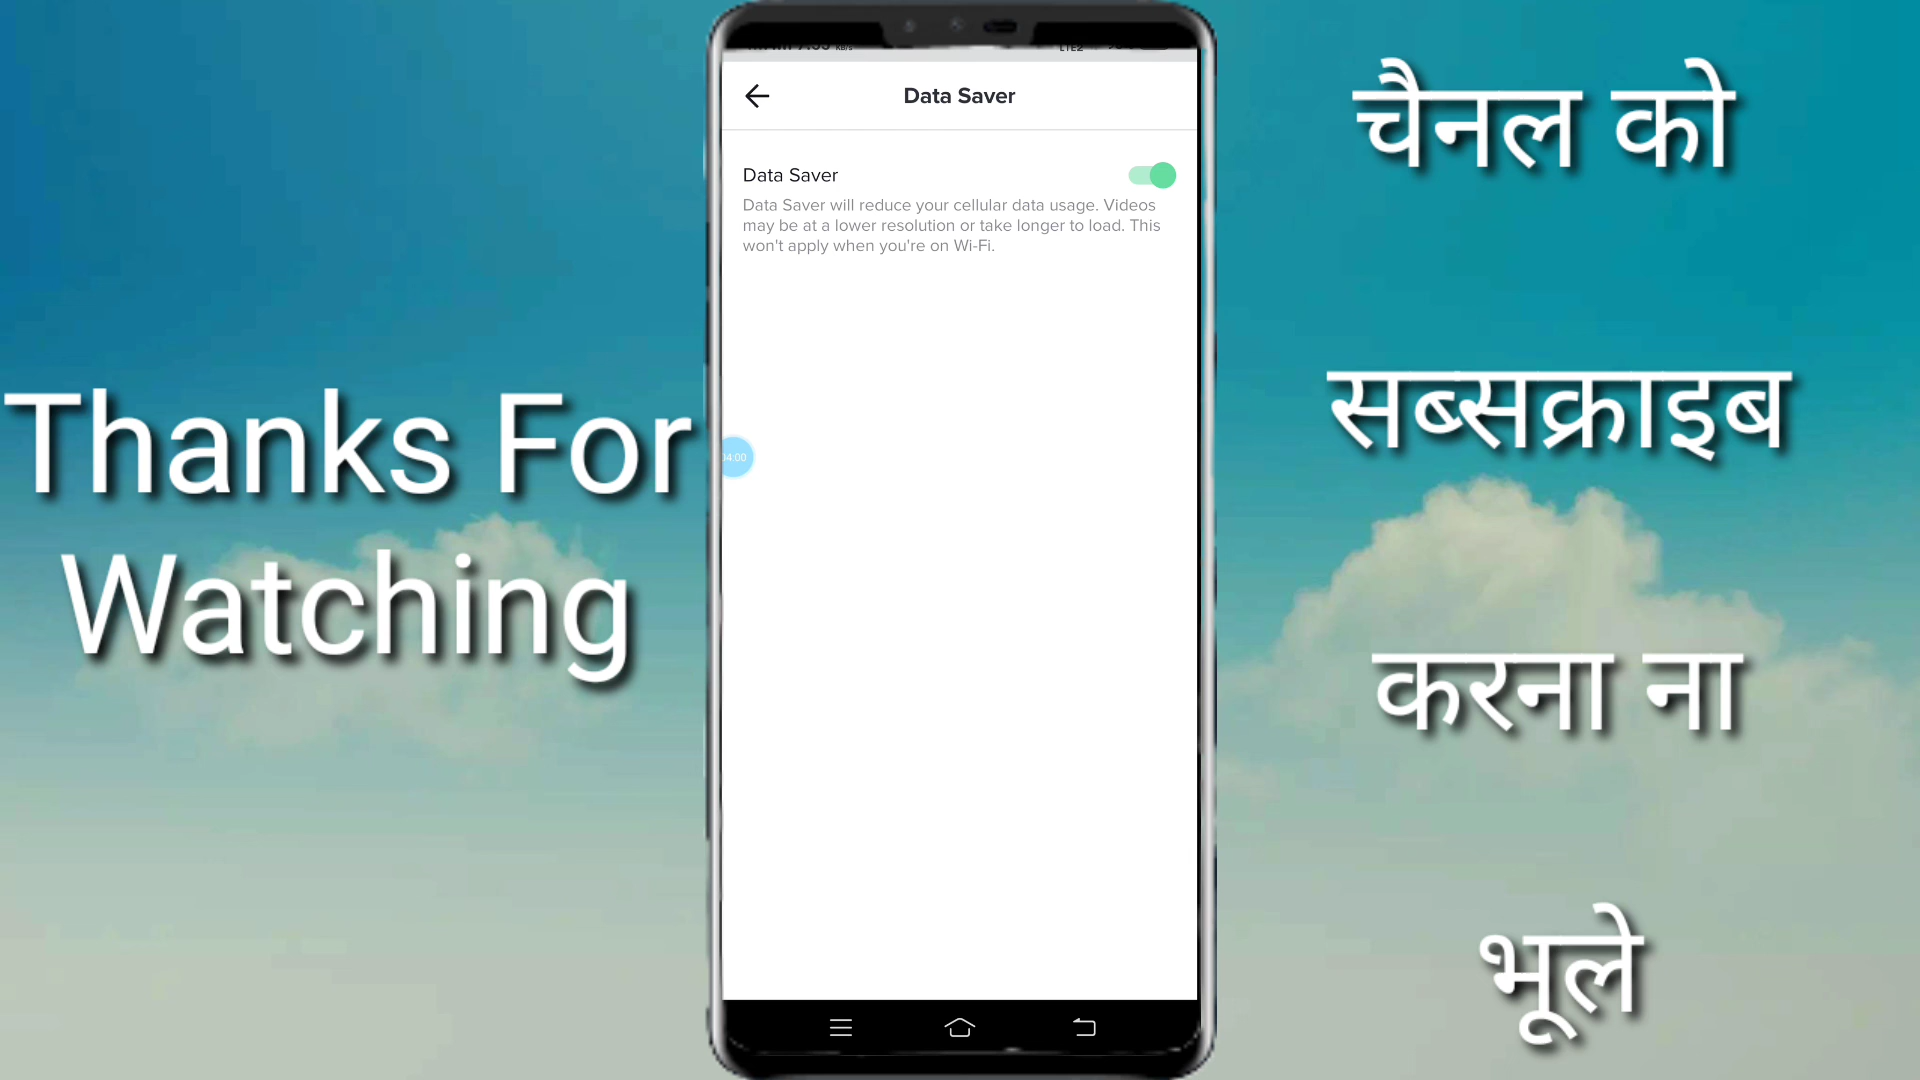 Thanks For
Watching
Data Saver
Data Saver
Data Saver will reduce your cellular data usage. Videos
may be at a lower resolution or take longer to load. This
won't apply when you're on Wi-Fi.
चैनल को
सब्सक्राइब
करना ना
भूले